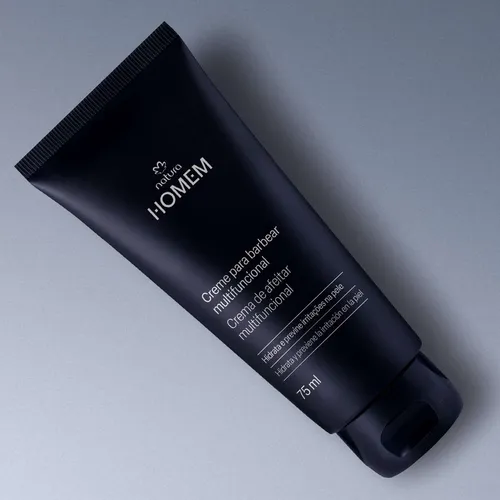 natura
HOMEM
Creme para barbear
multifuncional
Crema de afeitar
multifuncional
Hidrata e previne irritações na pele
Hidrata y previene la irritación en la piel
75 ml